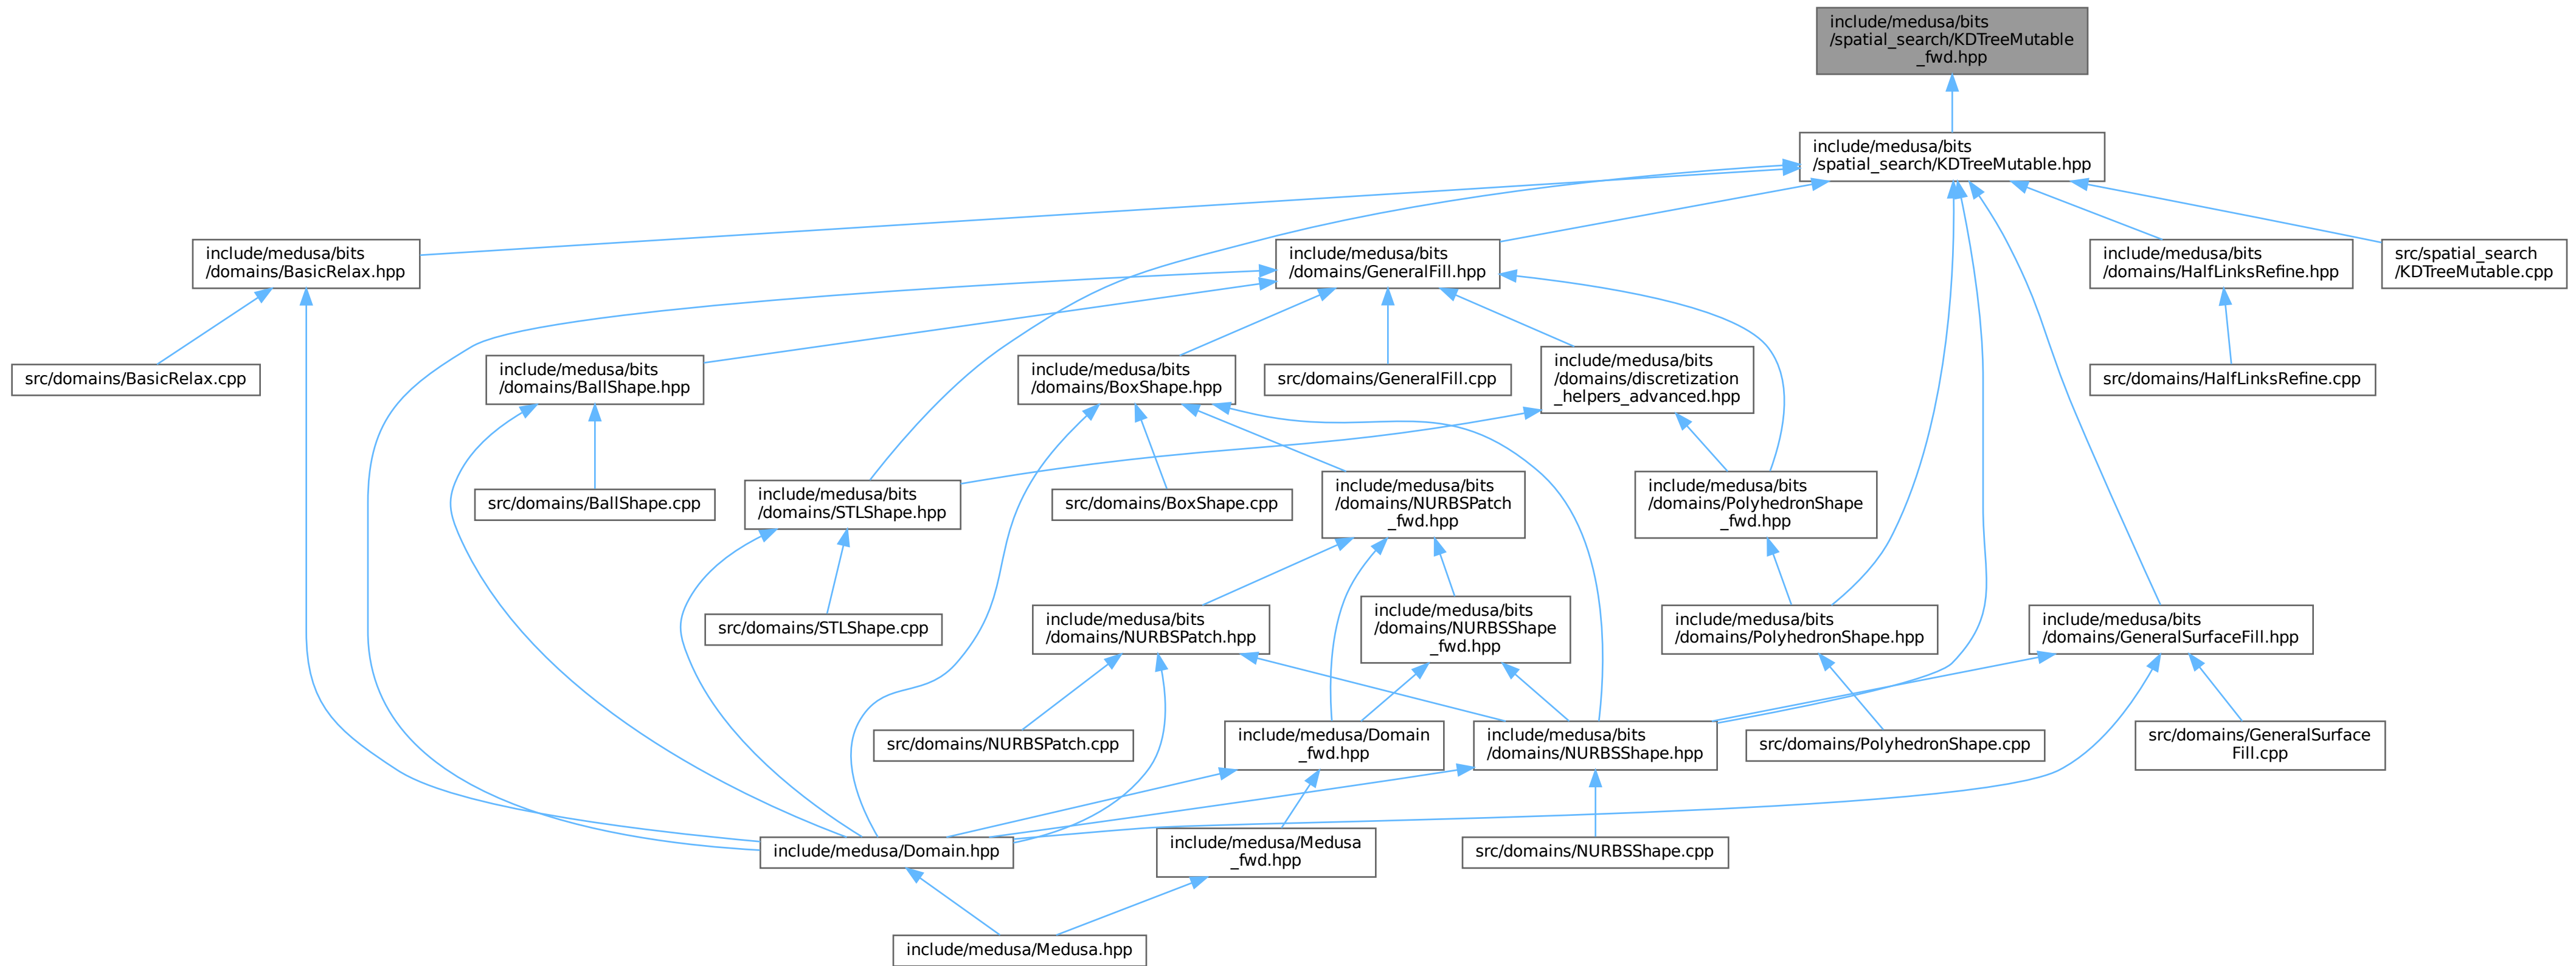 include/medusa/bits
/spatial_search/KDTreeMutable
_fwd.hpp
include/medusa/bits
/spatial_search/KDTreeMutable.hpp
include/medusa/bits
/domains/BasicRelax.hpp
include/medusa/bits
/domains/GeneralFill.hpp
include/medusa/bits
/domains/HalfLinksRefine.hpp
src/spatial_search
/KDTreeMutable.cpp
src/domains/BasicRelax.cpp
include/medusa/bits
/domains/BallShape.hpp
include/medusa/bits
/domains/BoxShape.hpp
src/domains/GeneralFill.cpp
include/medusa/bits
/domains/discretization
_helpers_advanced.hpp
src/domains/HalfLinksRefine.cpp
include/medusa/bits
/domains/STLShape.hpp
src/domains/BallShape.cpp
src/domains/BoxShape.cpp
include/medusa/bits
/domains/NURBSPatch
_fwd.hpp
include/medusa/bits
/domains/PolyhedronShape
_fwd.hpp
src/domains/STLShape.cpp
include/medusa/bits
/domains/NURBSPatch.hpp
include/medusa/bits
/domains/NURBSShape
_fwd.hpp
include/medusa/bits
/domains/PolyhedronShape.hpp
include/medusa/bits
/domains/GeneralSurfaceFill.hpp
src/domains/NURBSPatch.cpp
include/medusa/Domain
_fwd.hpp
include/medusa/bits
/domains/NURBSShape.hpp
src/domains/PolyhedronShape.cpp
src/domains/GeneralSurface
Fill.cpp
include/medusa/Domain.hpp
include/medusa/Medusa
_fwd.hpp
src/domains/NURBSShape.cpp
include/medusa/Medusa.hpp